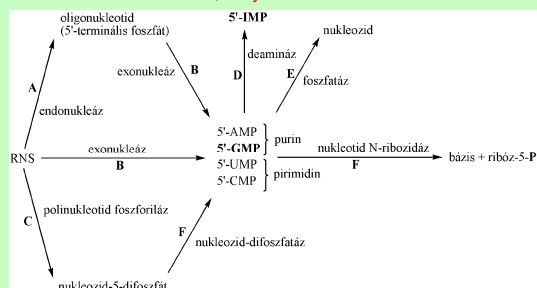 oligonukleotid
(5'-terminális foszfát)
5'-IMP
nukleozid
exonukleáz
B
deamináz
D
E
foszfatáz
A
endonukleáz
5'-AMP
purin
5'-GMP
exonukleáz
nukleotid N-ribozidáz
RNS
B
5'-UMP
F
bázis + ribóz-5-P
pirimidin
5'-CMP
C
polinukleotid foszforiláz
F
nukleozid-difoszfatáz
nukleozid-5-difoszfát